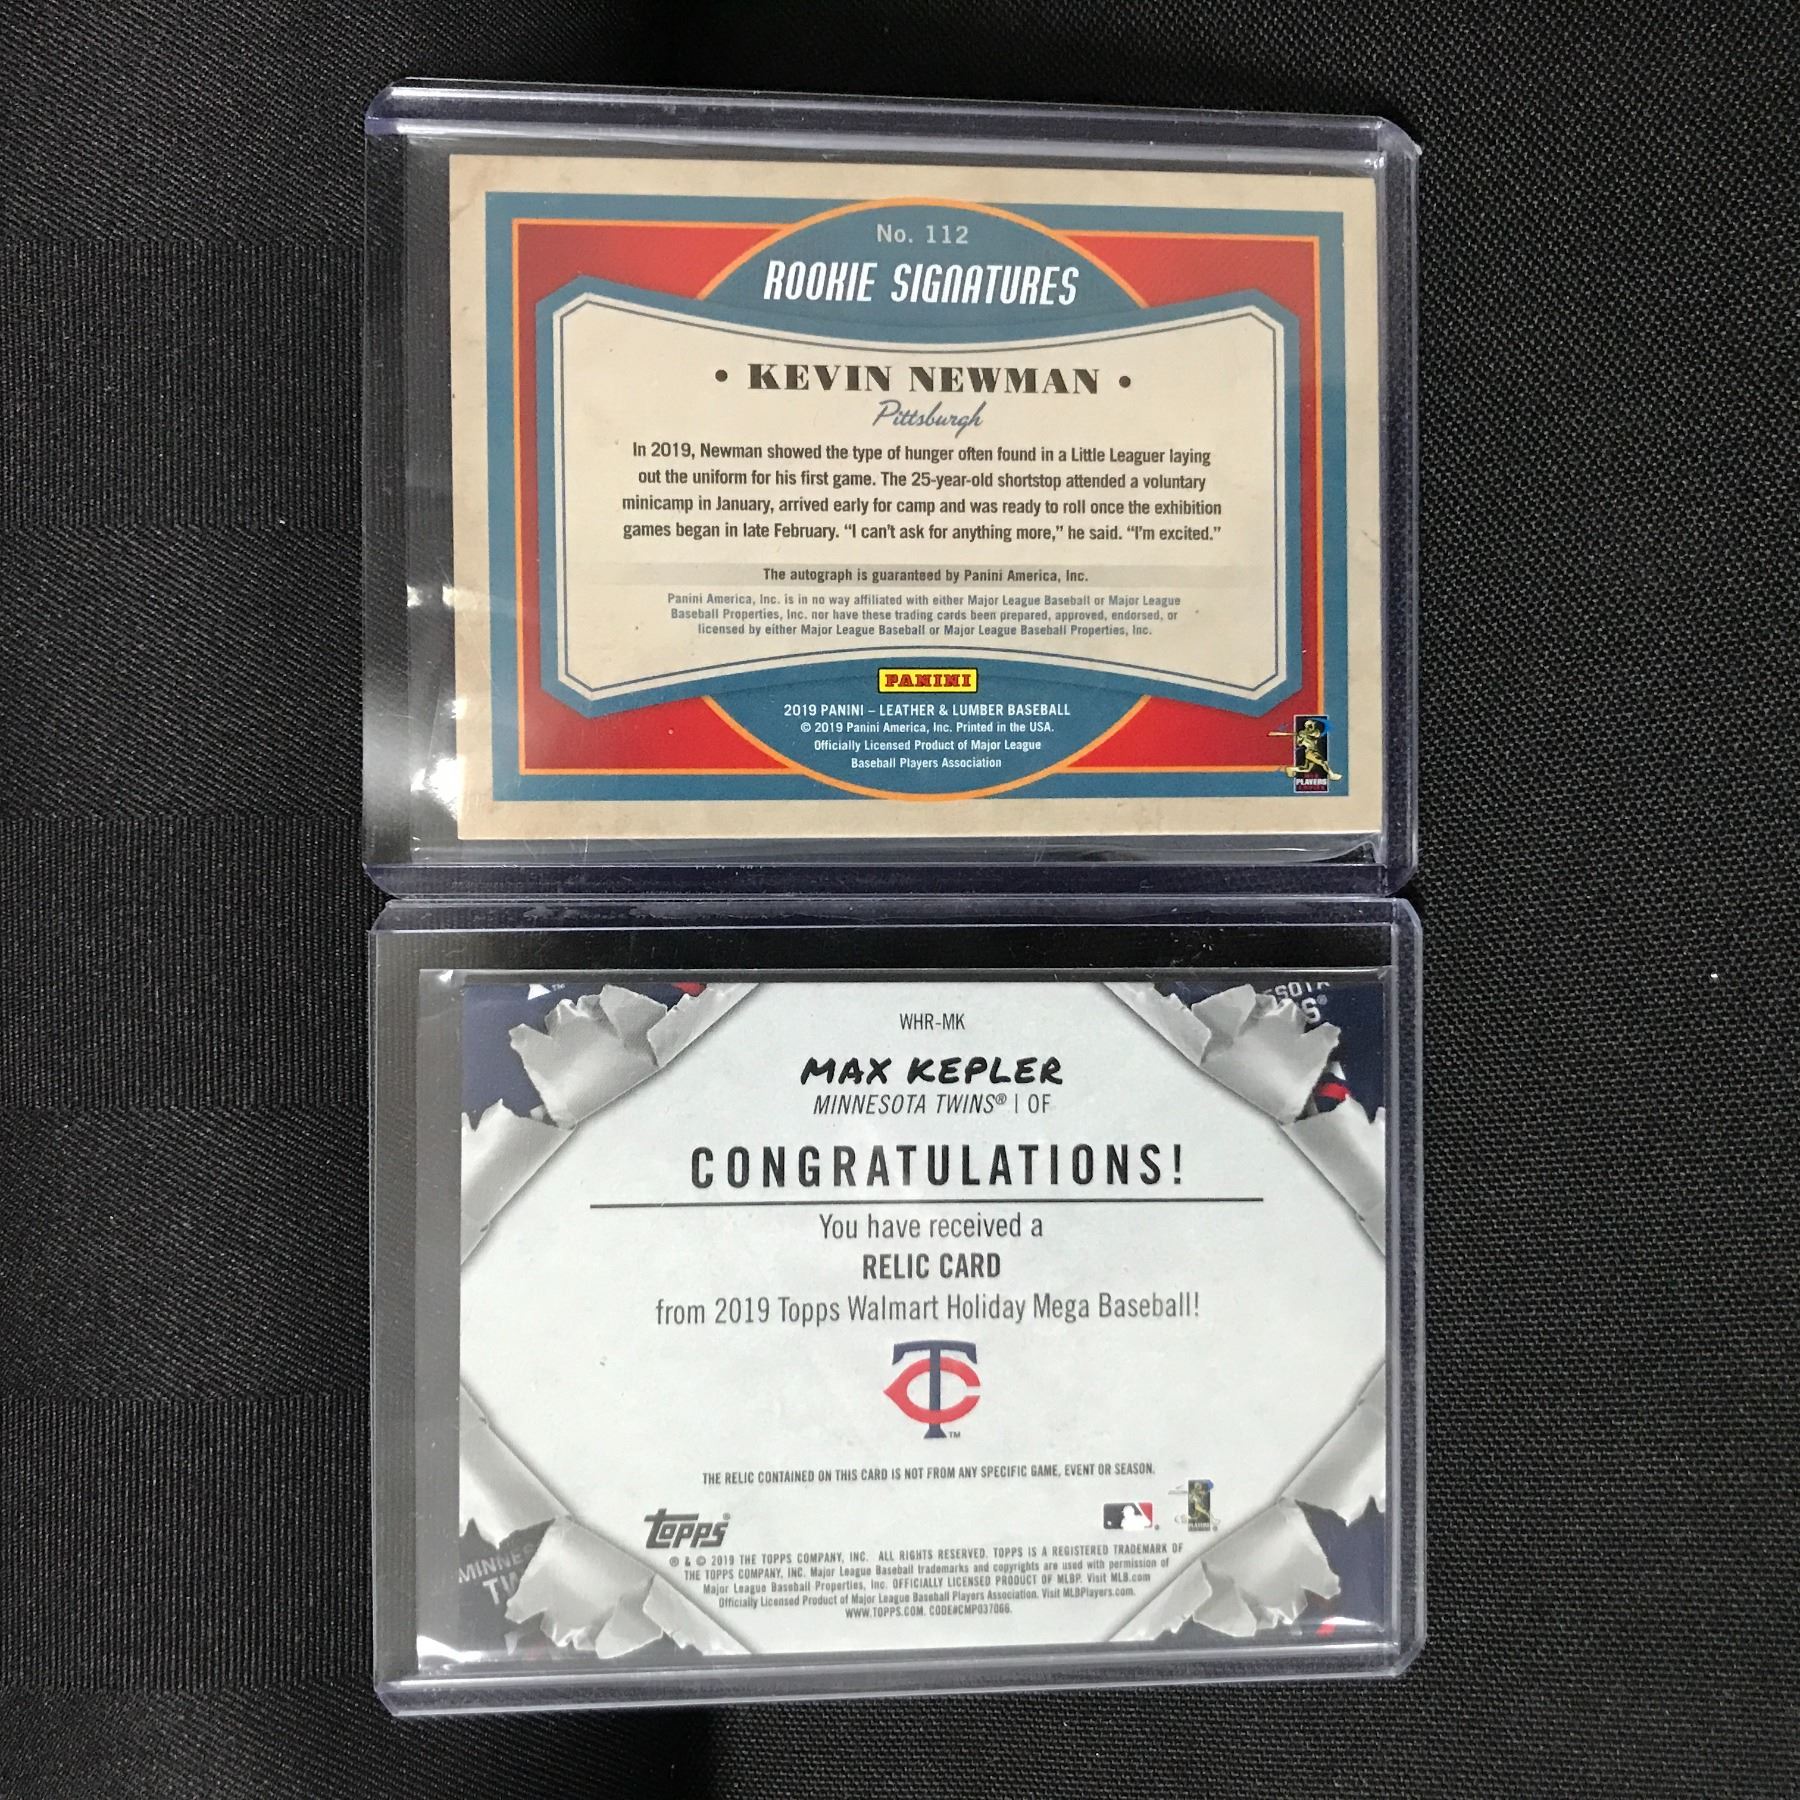 No. 112
ROOKIE SIGNATURES
• KEVIN NEWMAN •
Pittsburgh
In 2019, Newman showed the type of hunger often found in a Little Leaguer laying
out the uniform for his first game. The 25-year-old shortstop attended a voluntary
minicamp in January, arrived early for camp and was ready to roll once the exhibition
games began in late February. “I can’t ask for anything more,” he said. “I’m excited.”
The autograph is guaranteed by Panini America, Inc.
Panini America, Inc. is in no way affiliated with either Major League Baseball or Major League
Baseball Properties, Inc. nor have these trading cards been prepared, approved, endorsed, or
licensed by either Major League Baseball or Major League Baseball Properties, Inc.
PANINI
2019 PANINI – LEATHER & LUMBER BASEBALL
© 2019 Panini America, Inc. Printed in the USA.
Officially Licensed Product of Major League
Baseball Players Association
PLAYERS
WHR-MK
MAX KEPLER
MINNESOTA TWINS® | OF
CONGRATULATIONS!
You have received a
RELIC CARD
from 2019 Topps Walmart Holiday Mega Baseball!
TC
TM
THE RELIC CONTAINED ON THIS CARD IS NOT FROM ANY SPECIFIC GAME, EVENT OR SEASON.
topps®
® & © 2019 THE TOPPS COMPANY, INC. ALL RIGHTS RESERVED. TOPPS IS A REGISTERED TRADEMARK OF
THE TOPPS COMPANY, INC. Major League Baseball trademarks and copyrights are used with permission of
Major League Baseball Properties, Inc. OFFICIALLY LICENSED PRODUCT OF MLBP. Visit MLB.com
Officially Licensed Product of Major League Baseball Players Association. Visit MLBPlayers.com.
WWW.TOPPS.COM. CODE#CMP037066.